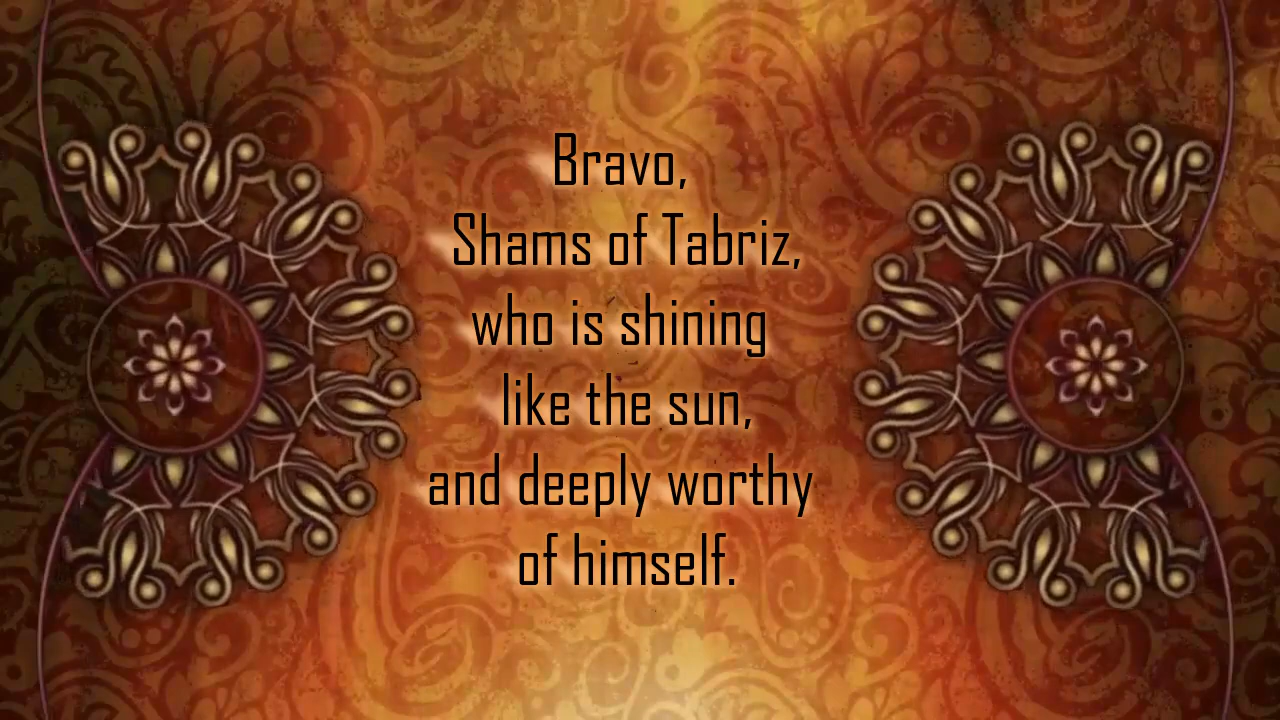 Bravo,
Shams of Tabriz,
who is shining
like the sun,
and deeply worthy
of himself.